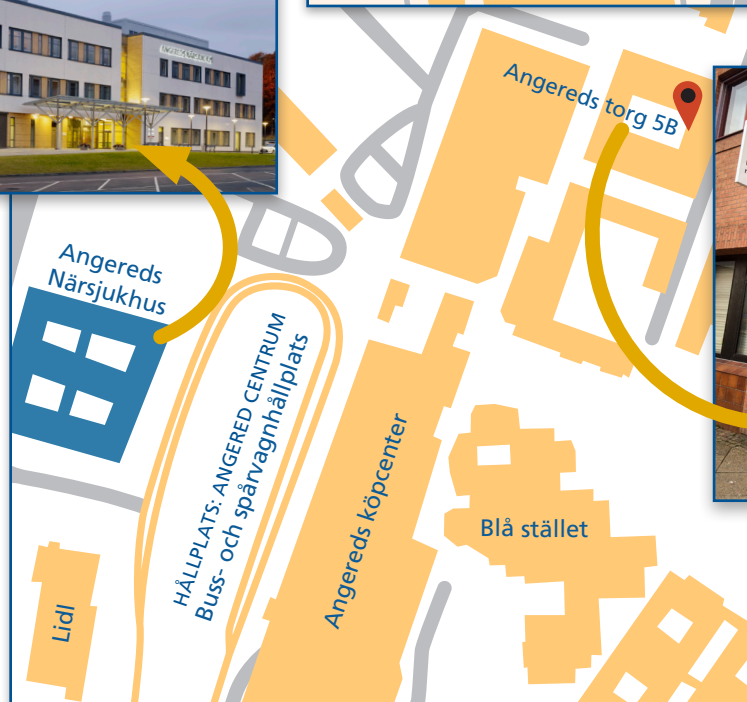 Angereds torg 5B
Angereds
Närsjukhus
HÅLLPLATS: ANGERED CENTRUM
Buss- och spårvagnhållplats
Angereds köpcenter
Blå stället
Lidl